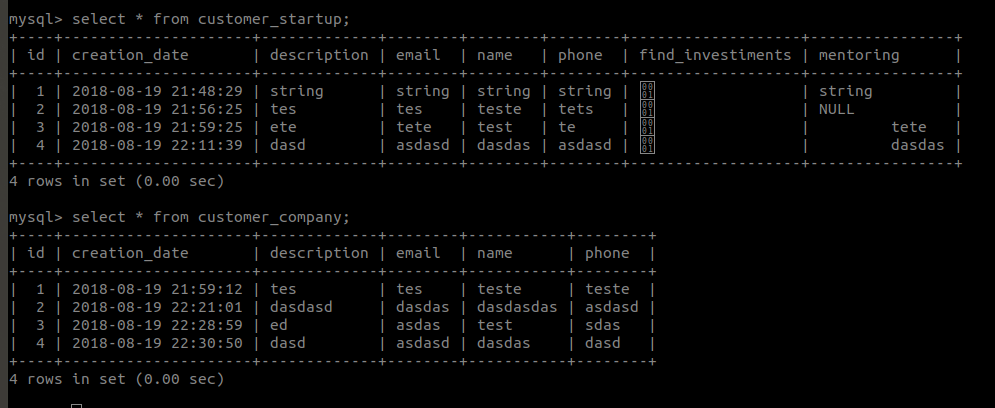 mysql> select * from customer_startup;
+----+---------------------+-------------+--------+--------+--------+-------------------+----------------+
| id | creation_date       | description | email  | name   | phone  | find_investiments | mentoring      |
+----+---------------------+-------------+--------+--------+--------+-------------------+----------------+
|  1 | 2018-08-19 21:48:29 | string      | string | string | string | 0001                  | string         |
|  2 | 2018-08-19 21:56:25 | tes         | tes    | teste  | tets   | 0001                  | NULL           |
|  3 | 2018-08-19 21:59:25 | ete         | tete   | test   | te     | 0001                  |         tete   |
|  4 | 2018-08-19 22:11:39 | dasd        | asdasd | dasdas | asdasd | 0001                  |         dasdas |
+----+---------------------+-------------+--------+--------+--------+-------------------+----------------+
4 rows in set (0.00 sec)
mysql> select * from customer_company;
+----+---------------------+-------------+--------+-----------+--------+
| id | creation_date       | description | email  | name      | phone  |
+----+---------------------+-------------+--------+-----------+--------+
|  1 | 2018-08-19 21:59:12 | tes         | tes    | teste     | teste  |
|  2 | 2018-08-19 22:21:01 | dasdasd     | dasdas | dasdasdas | asdasd |
|  3 | 2018-08-19 22:28:59 | ed          | asdas  | test      | sdas   |
|  4 | 2018-08-19 22:30:50 | dasd        | asdasd | dasdas    | dasd   |
+----+---------------------+-------------+--------+-----------+--------+
4 rows in set (0.00 sec)